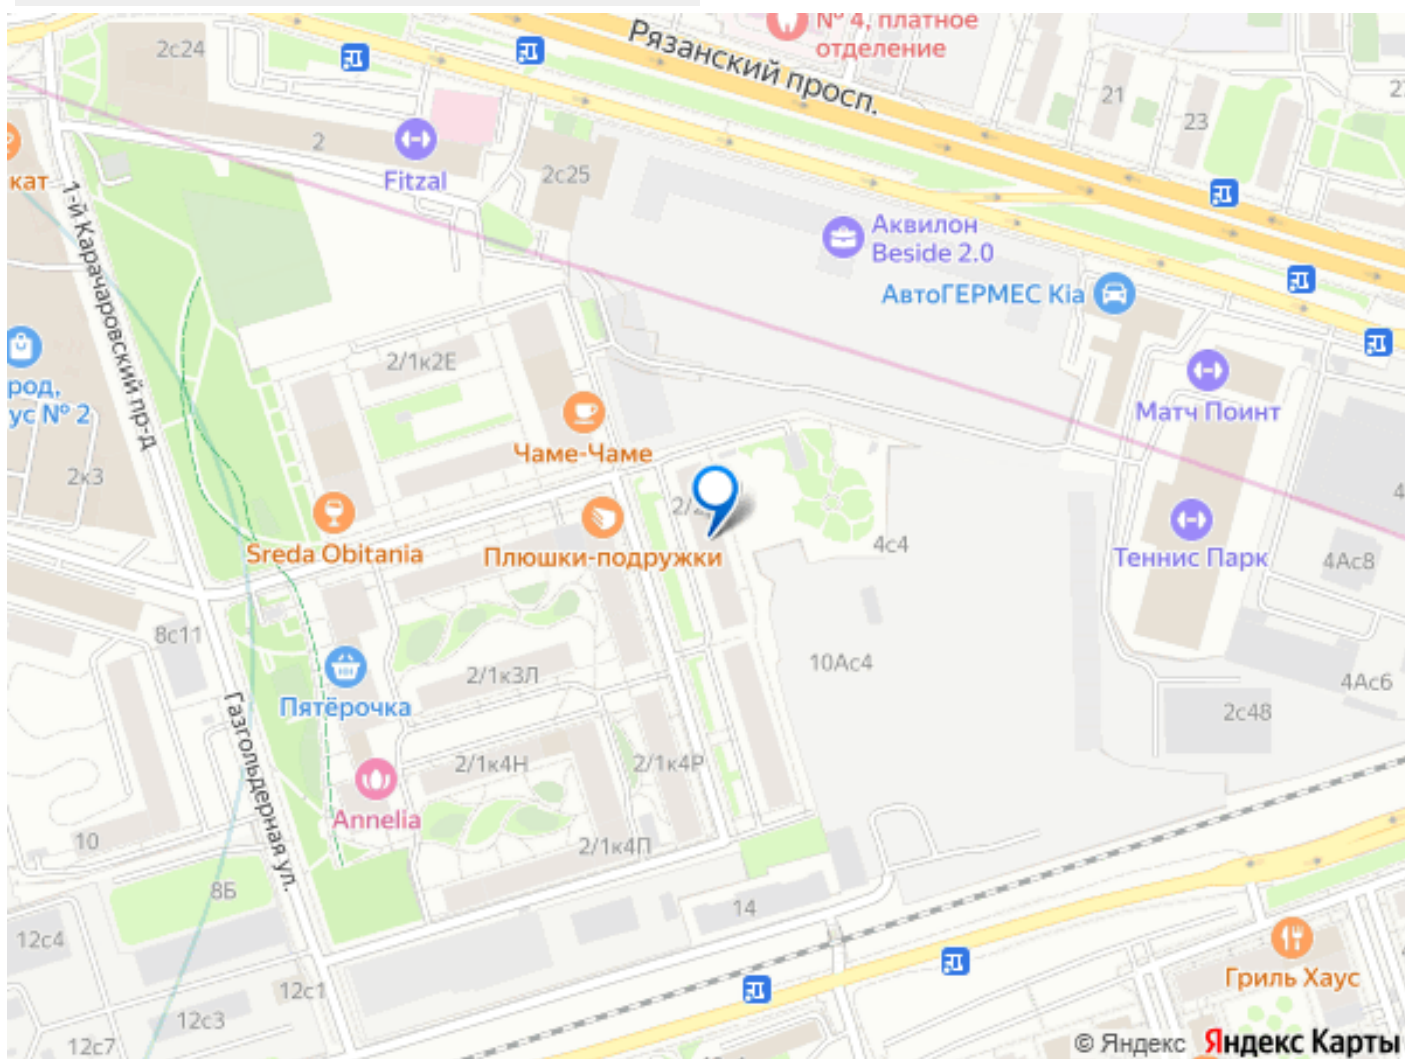 № 4, платное
отделение
2с24
Рязанский просп.
21
23
2
Fitzal
2с25
кат
Аквилон
Beside 2.0
АвтоГЕРМЕС Kia
1-й Карачаровский пр-д
2/1к2Е
род,
ус № 2
Матч Поинт
Чаме-Чаме
2к3
Sreda Obitania
Плюшки-подружки
4с4
Теннис Парк
4Ас8
8с11
2/1к3Л
10Ас4
4Ас6
Пятёрочка
2с48
Газгольдерная ул.
2/1к4Н
2/1к4Р
Annelia
10
2/1к4П
8Б
14
12с4
Гриль Хаус
12с1
12с3
12с7
© Яндекс Яндекс Карты